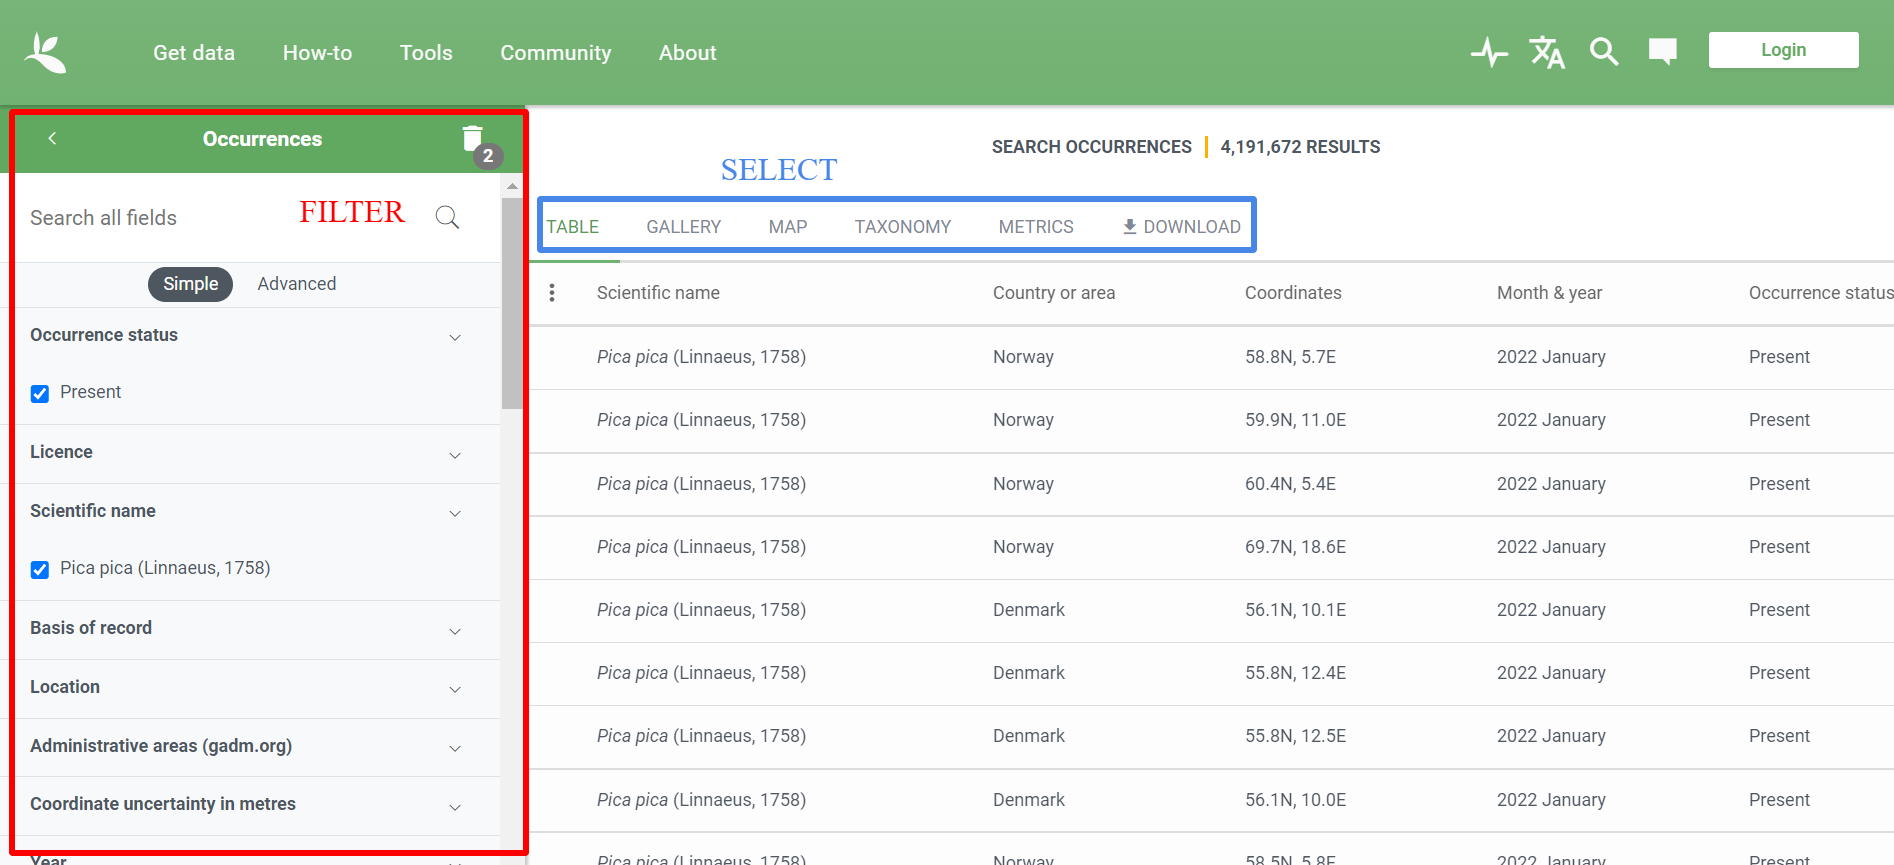 Get data How-to Tools Community About Login
Occurrences
2
SEARCH OCCURRENCES 4,191,672 RESULTS
SELECT
Search all fields FILTER
TABLE GALLERY MAP TAXONOMY METRICS DOWNLOAD
Simple Advanced
Occurrence status
Present
Licence
Scientific name
Pica pica (Linnaeus, 1758)
Basis of record
Location
Administrative areas (gadm.org)
Coordinate uncertainty in metres
Year
Scientific name Country or area Coordinates Month & year Occurrence status
Pica pica (Linnaeus, 1758) Norway 58.8N, 5.7E 2022 January Present
Pica pica (Linnaeus, 1758) Norway 59.9N, 11.0E 2022 January Present
Pica pica (Linnaeus, 1758) Norway 60.4N, 5.4E 2022 January Present
Pica pica (Linnaeus, 1758) Norway 69.7N, 18.6E 2022 January Present
Pica pica (Linnaeus, 1758) Denmark 56.1N, 10.1E 2022 January Present
Pica pica (Linnaeus, 1758) Denmark 55.8N, 12.4E 2022 January Present
Pica pica (Linnaeus, 1758) Denmark 55.8N, 12.5E 2022 January Present
Pica pica (Linnaeus, 1758) Denmark 56.1N, 10.0E 2022 January Present
Pica pica (Linnaeus, 1758) Norway 58.5N, 5.8E 2022 January Present